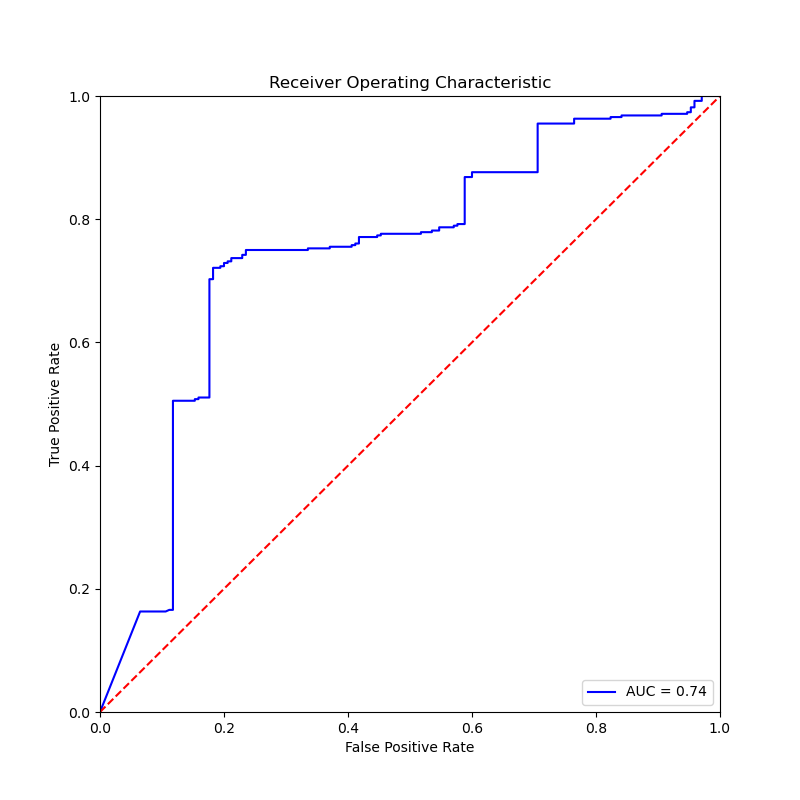 Receiver Operating Characteristic
1.0
0.8
0.6
0.4
0.2
0.0
True Positive Rate
0.0 0.2 0.4 0.6 0.8 1.0
False Positive Rate
AUC = 0.74